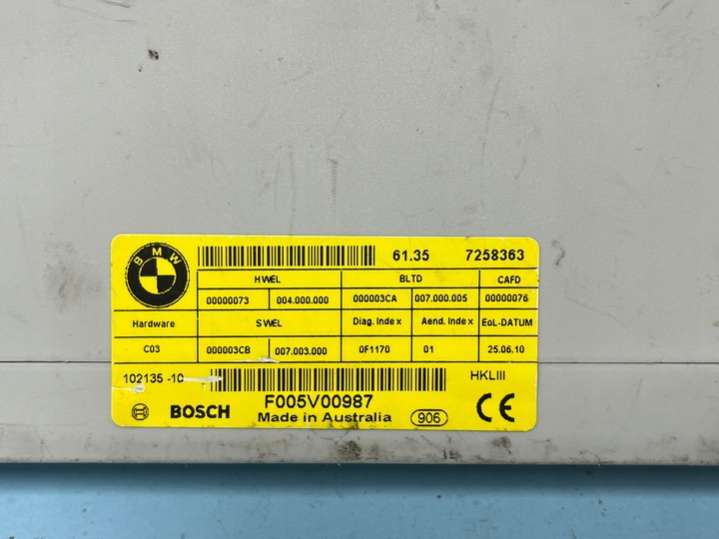 BMW
61.35 7258363
HWEL BLTD CAFD
00000073 004.000.000 000003CA 007.000.005 00000076
Hardware SWEL Diag. Index Aend. Index EoL-DATUM
C03 000003CB 007.003.000 0F1170 01 25.06.10
102135 -10 HKLIII
F005V00987
BOSCH Made in Australia 906 CE